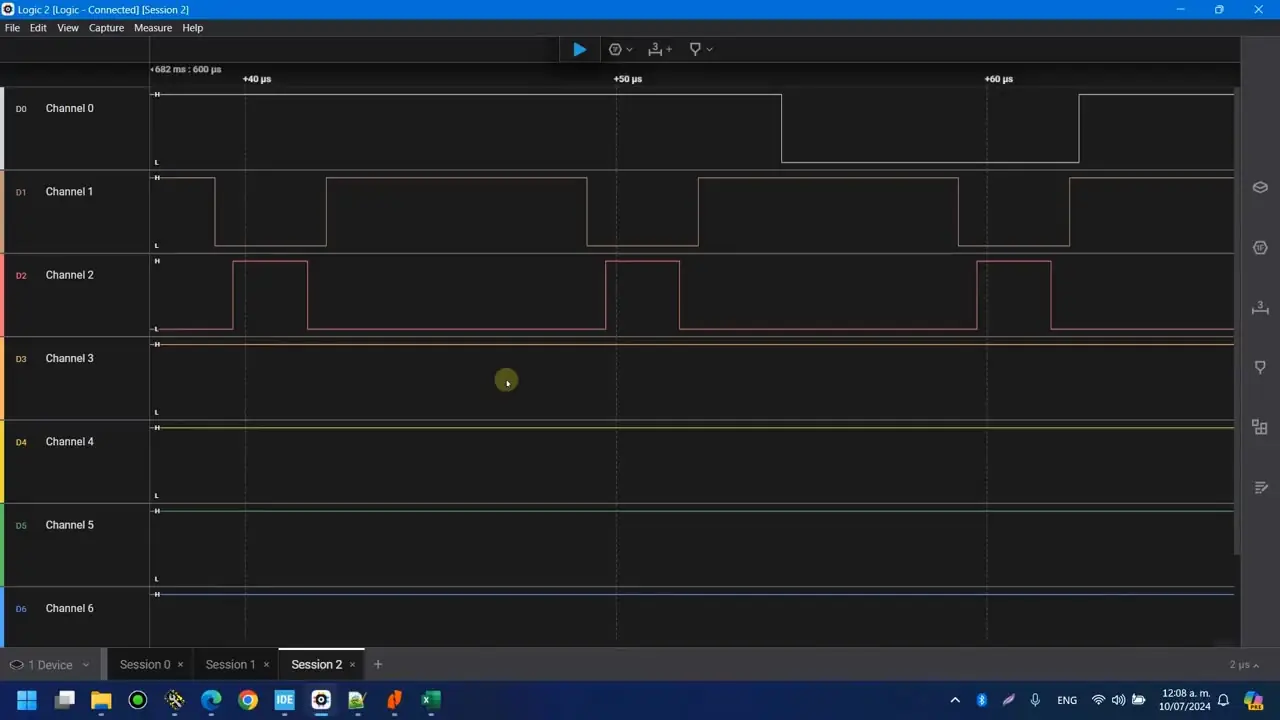 Logic 2 [Logic - Connected] [Session 2]
File Edit View Capture Measure Help
682 ms : 600 µs
+40 µs +50 µs +60 µs
D0 Channel 0
H
L
D1 Channel 1
H
L
D2 Channel 2
H
L
D3 Channel 3
H
L
D4 Channel 4
H
L
D5 Channel 5
H
L
D6 Channel 6
H
1 Device Session 0 × Session 1 × Session 2 × + 2 µs
IDE
ENG 12:08 a. m.
10/07/2024